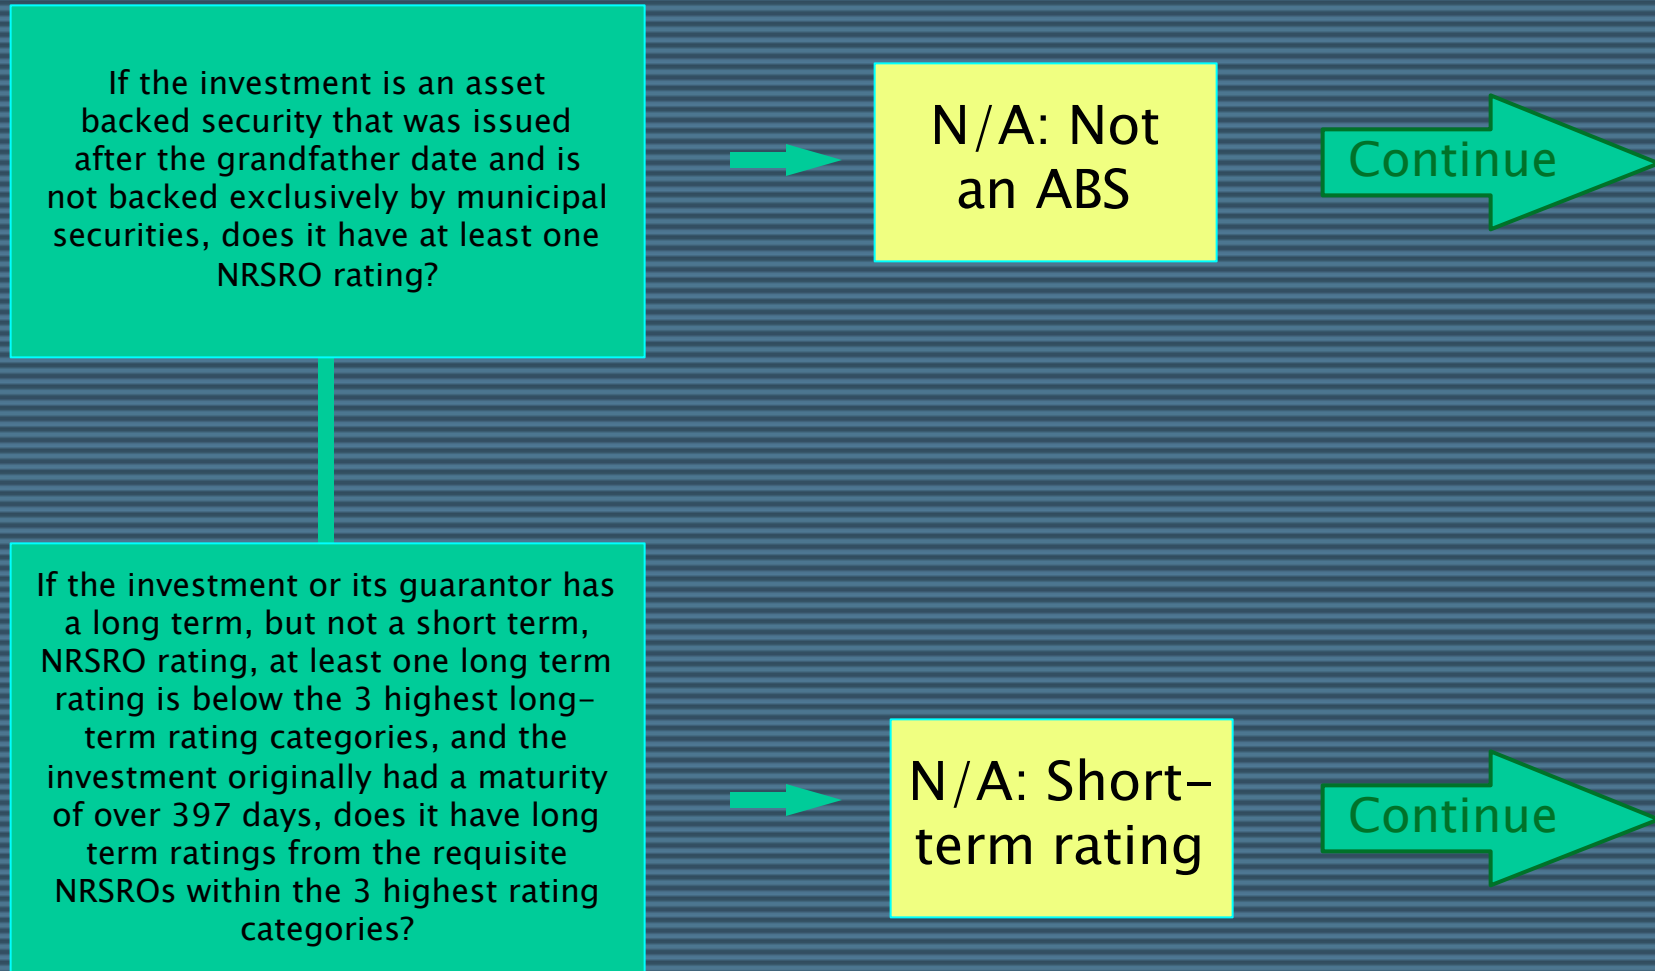 If the investment is an asset
backed security that was issued
after the grandfather date and is
not backed exclusively by municipal
securities, does it have at least one
NRSRO rating?
N/A: Not
an ABS
Continue
If the investment or its guarantor has
a long term, but not a short term,
NRSRO rating, at least one long term
rating is below the 3 highest long-
term rating categories, and the
investment originally had a maturity
of over 397 days, does it have long
term ratings from the requisite
NRSROs within the 3 highest rating
categories?
N/A: Short-
term rating
Continue